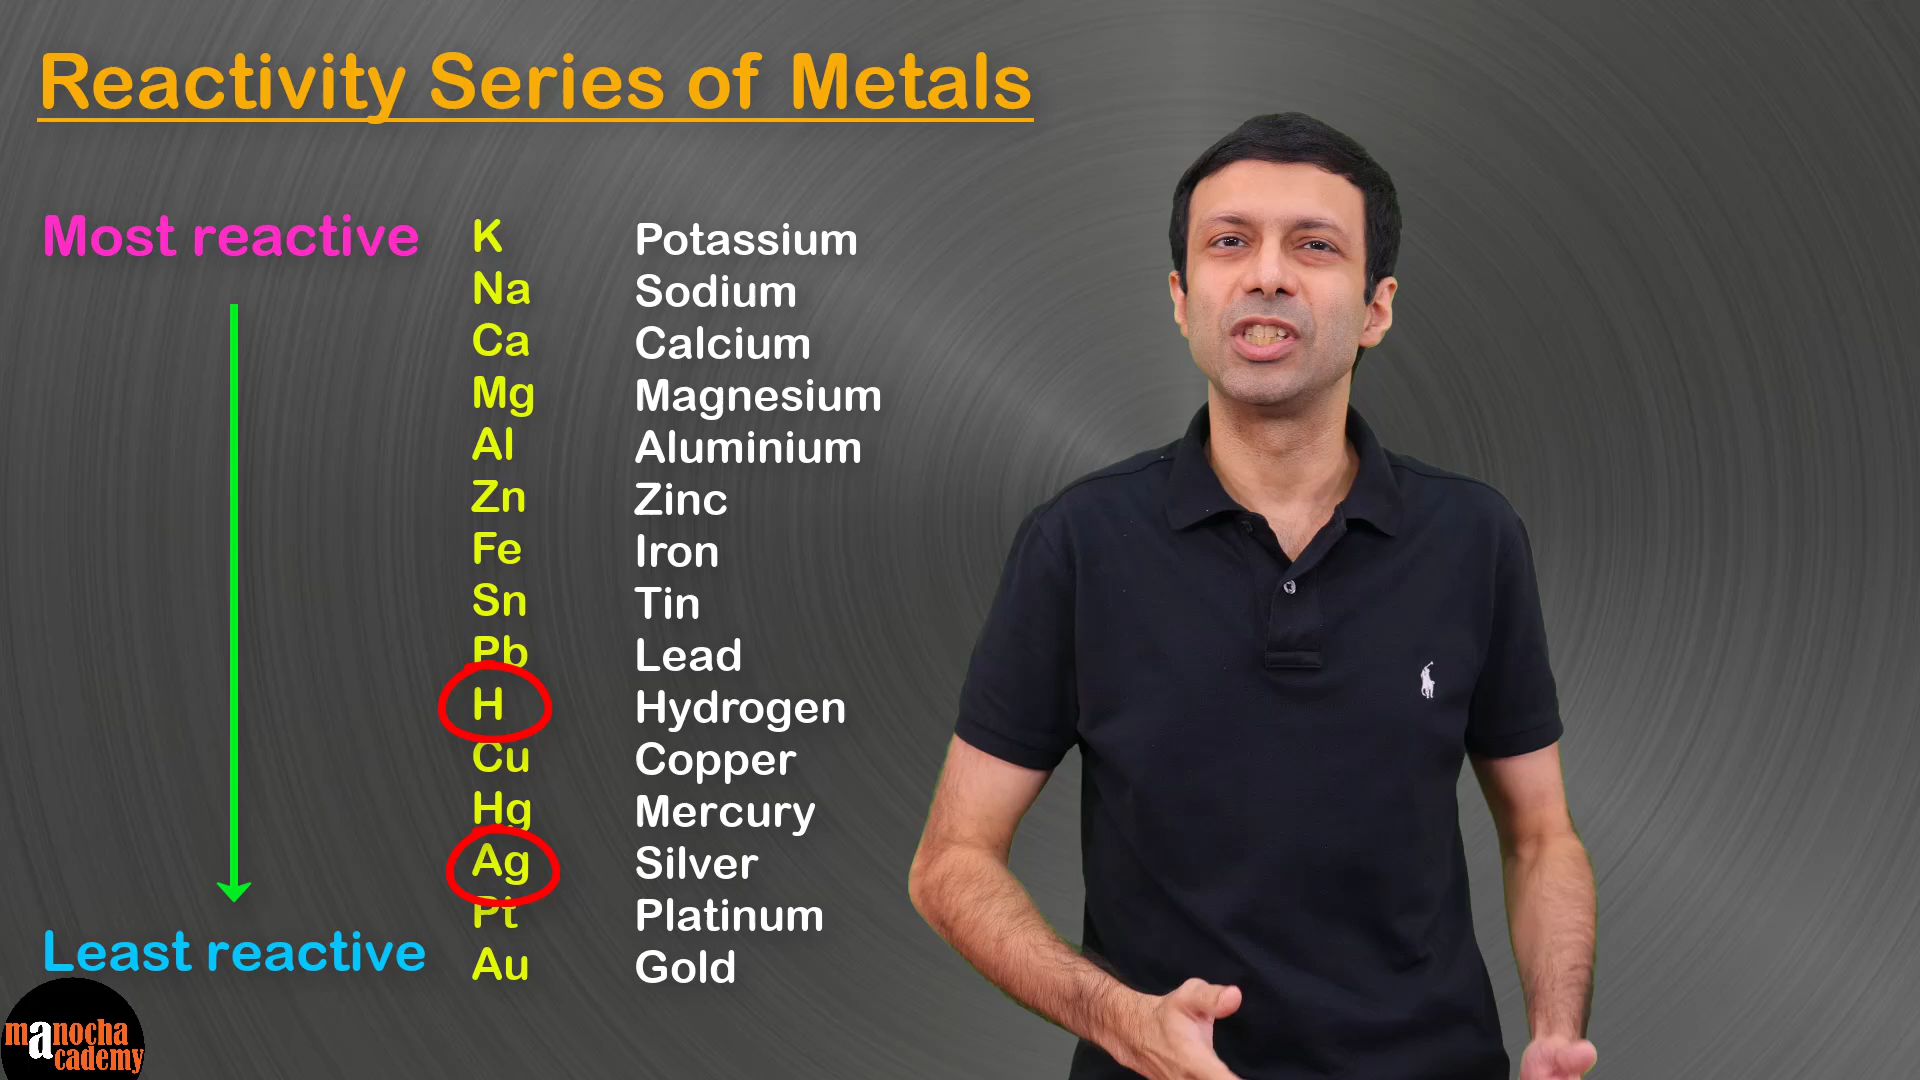 Reactivity Series of Metals
Most reactive
K Potassium
Na Sodium
Ca Calcium
Mg Magnesium
Al Aluminium
Zn Zinc
Fe Iron
Sn Tin
Pb Lead
H Hydrogen
Cu Copper
Hg Mercury
Ag Silver
Pt Platinum
Au Gold
Least reactive
manocha
academy